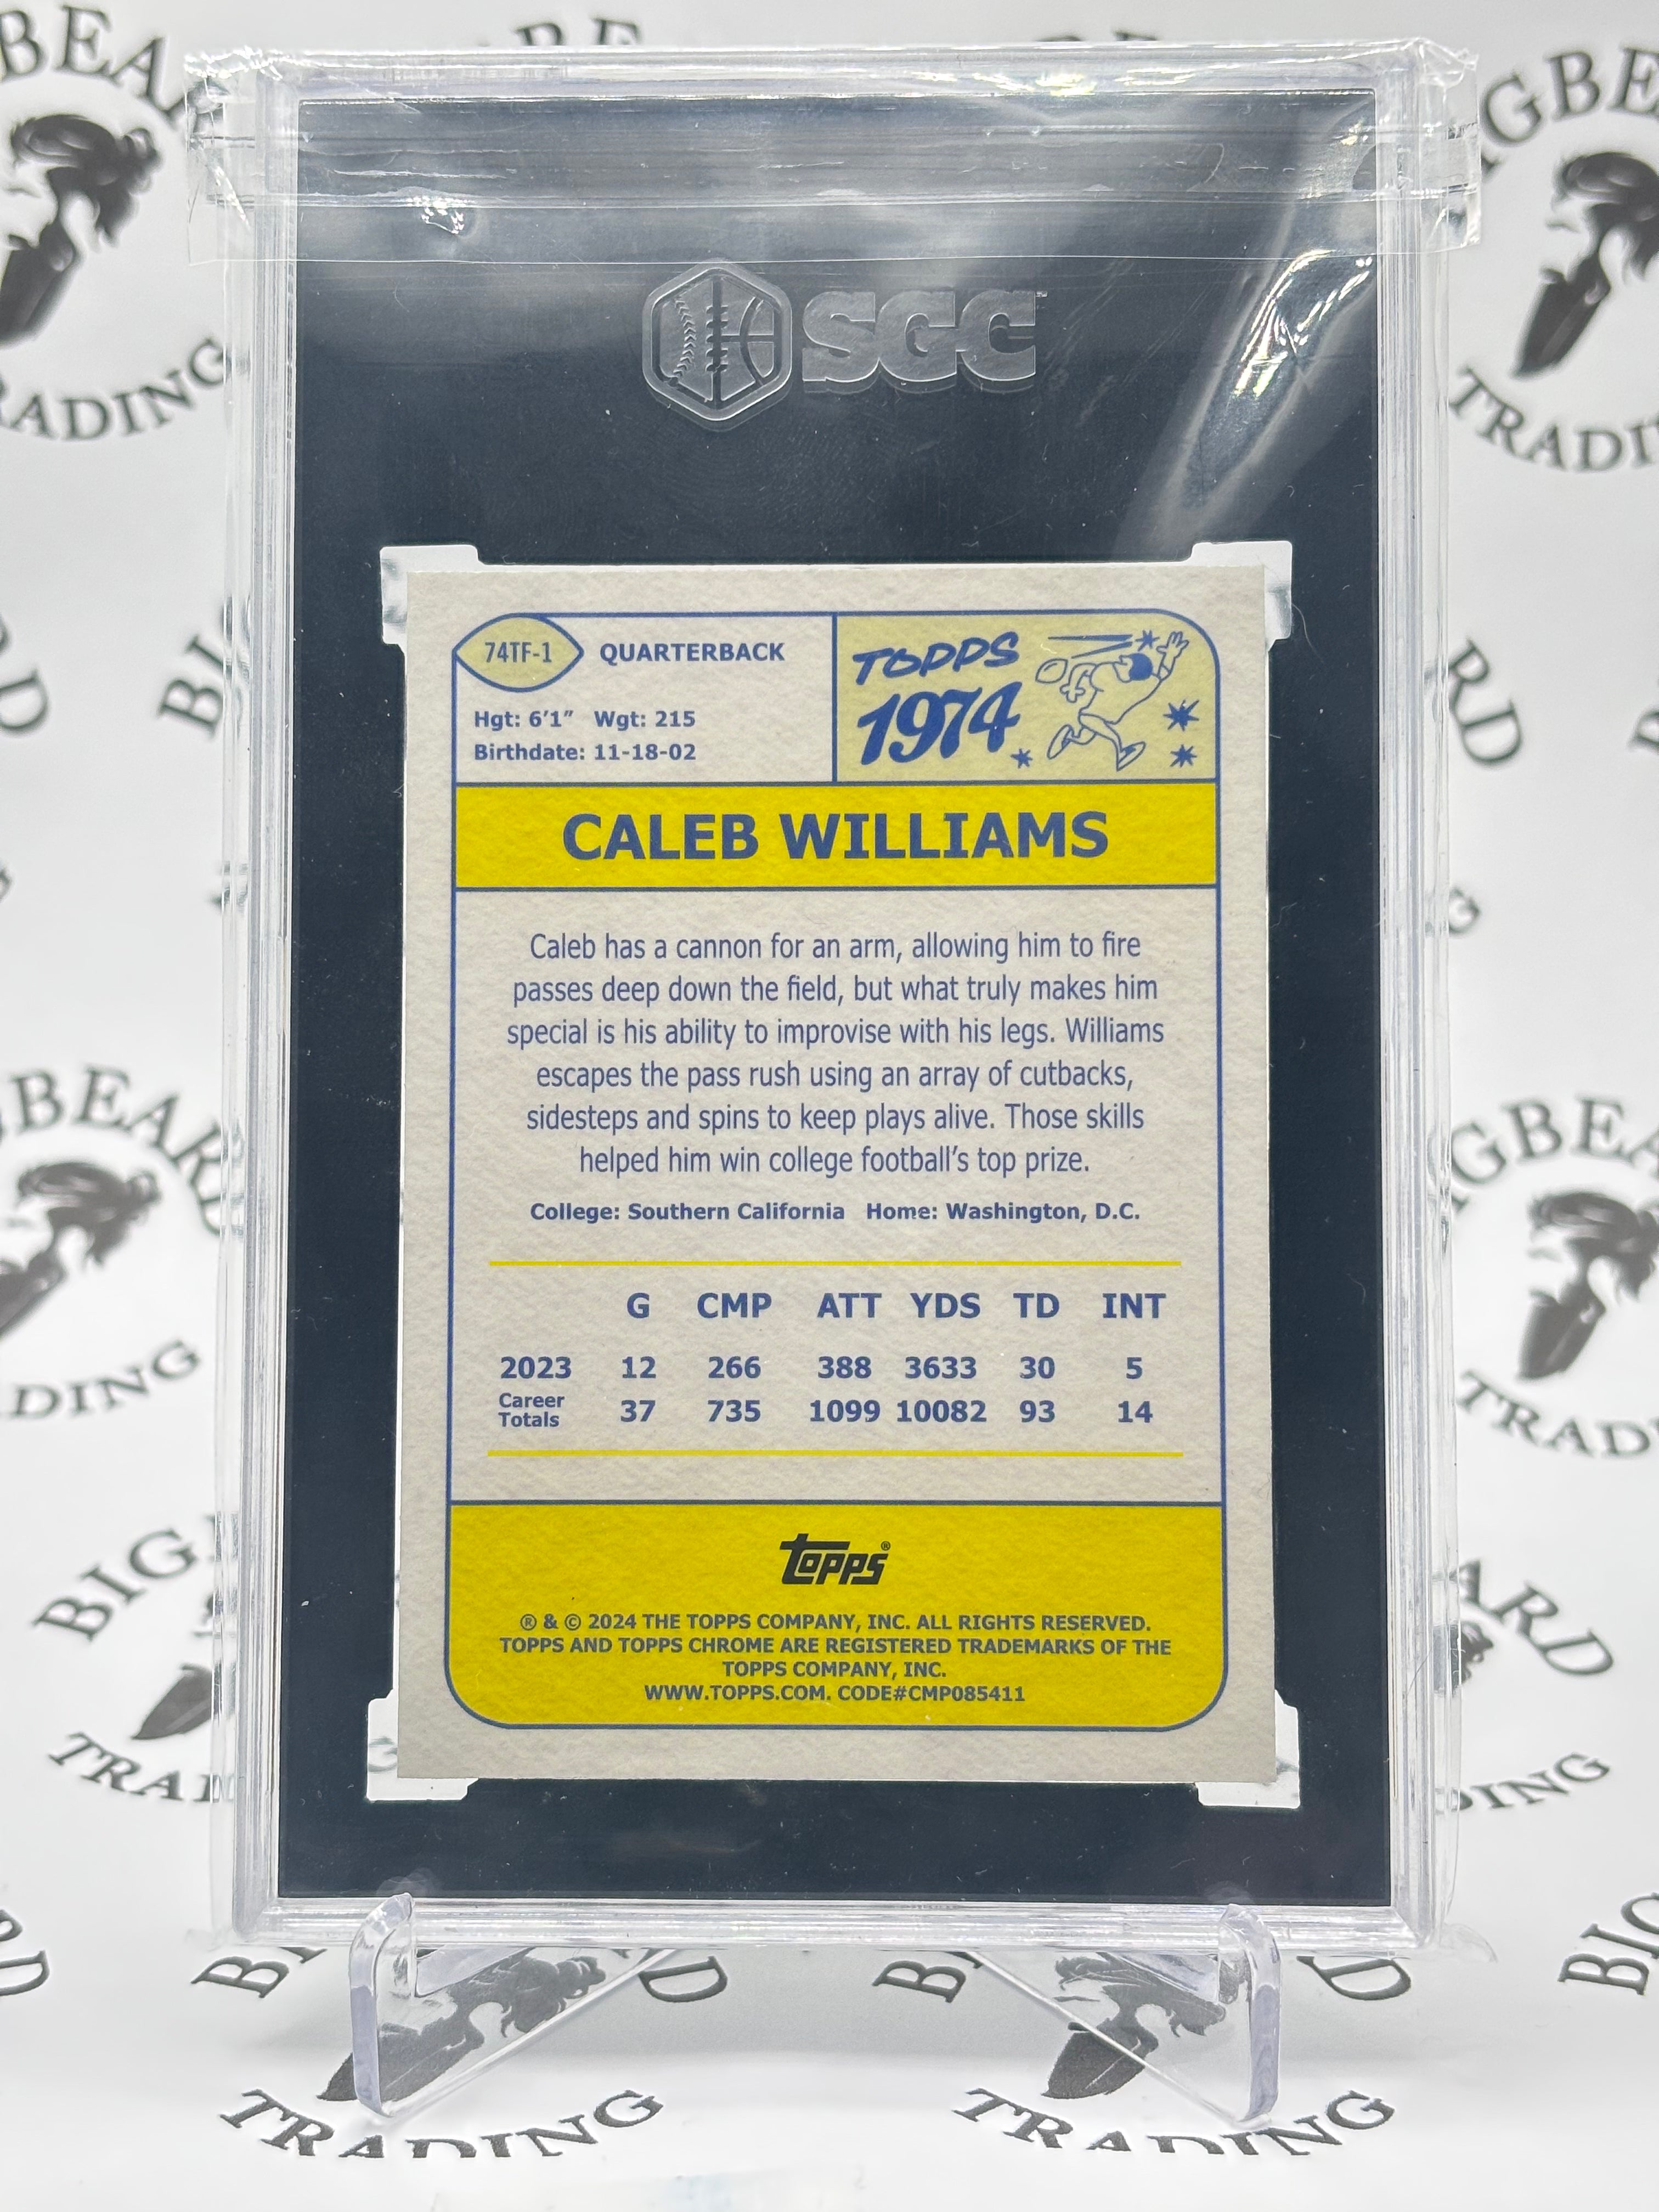 SGC
74TF-1 QUARTERBACK
Hgt: 6'1" Wgt: 215
Birthdate: 11-18-02
TOPPS
1974
CALEB WILLIAMS
Caleb has a cannon for an arm, allowing him to fire
passes deep down the field, but what truly makes him
special is his ability to improvise with his legs. Williams
escapes the pass rush using an array of cutbacks,
sidesteps and spins to keep plays alive. Those skills
helped him win college football's top prize.
College: Southern California Home: Washington, D.C.
G CMP ATT YDS TD INT
2023 12 266 388 3633 30 5
Career
Totals 37 735 1099 10082 93 14
topps®
® & © 2024 THE TOPPS COMPANY, INC. ALL RIGHTS RESERVED.
TOPPS AND TOPPS CHROME ARE REGISTERED TRADEMARKS OF THE
TOPPS COMPANY, INC.
WWW.TOPPS.COM. CODE#CMP085411
TRADING
TRADING